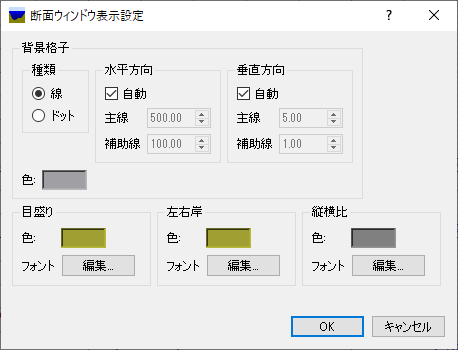 断面ウィンドウ表示設定
背景格子
種類
線
ドット
水平方向
自動
主線 500.00
補助線 100.00
垂直方向
自動
主線 5.00
補助線 1.00
色:
目盛り
色:
フォント 編集...
左右岸
色:
フォント 編集...
縦横比
色:
フォント 編集...
OK キャンセル